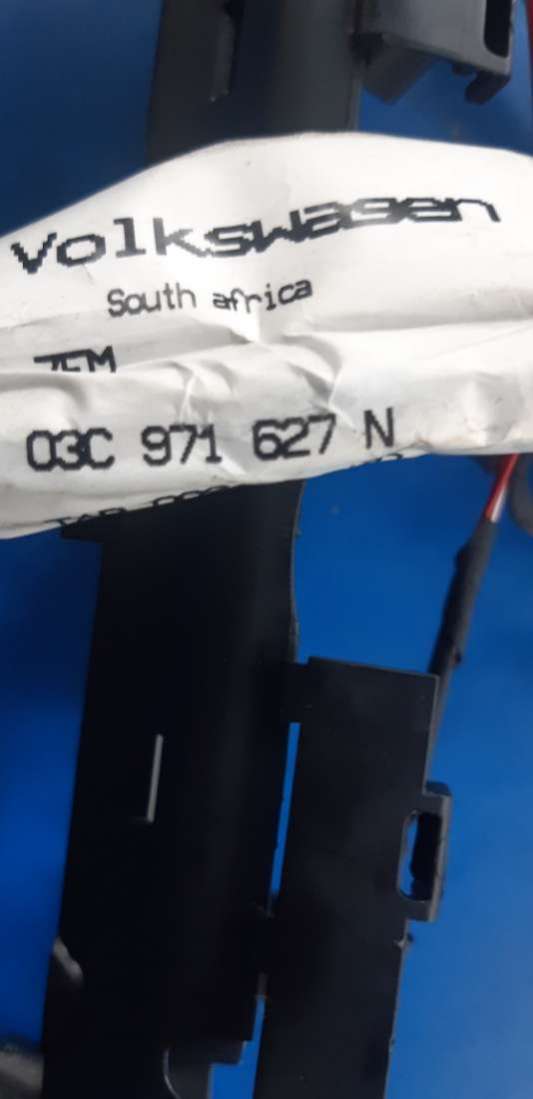 Volkswagen
South africa
03C 971 627 N